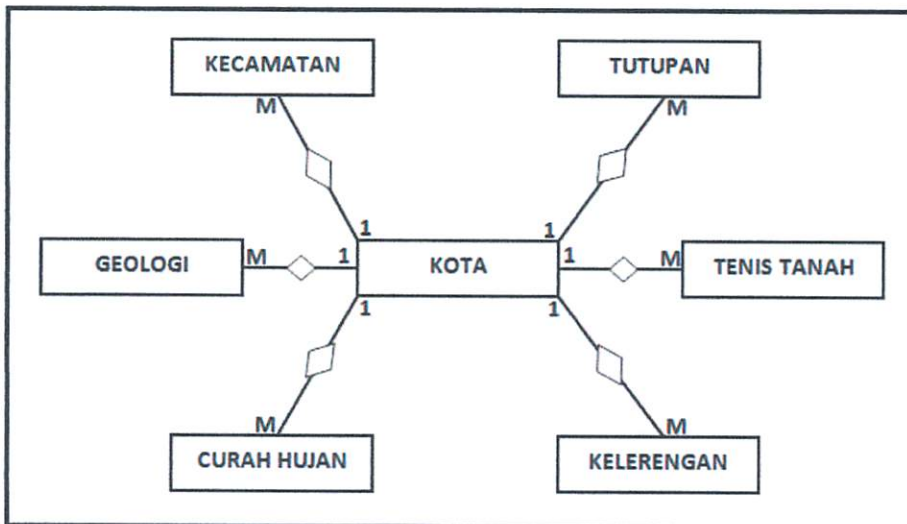 KECAMATAN
TUTUPAN
M
M
1
1
GEOLOGI
M
1
KOTA
1
M
TENIS TANAH
1
1
M
M
CURAH HUJAN
KELERENGAN